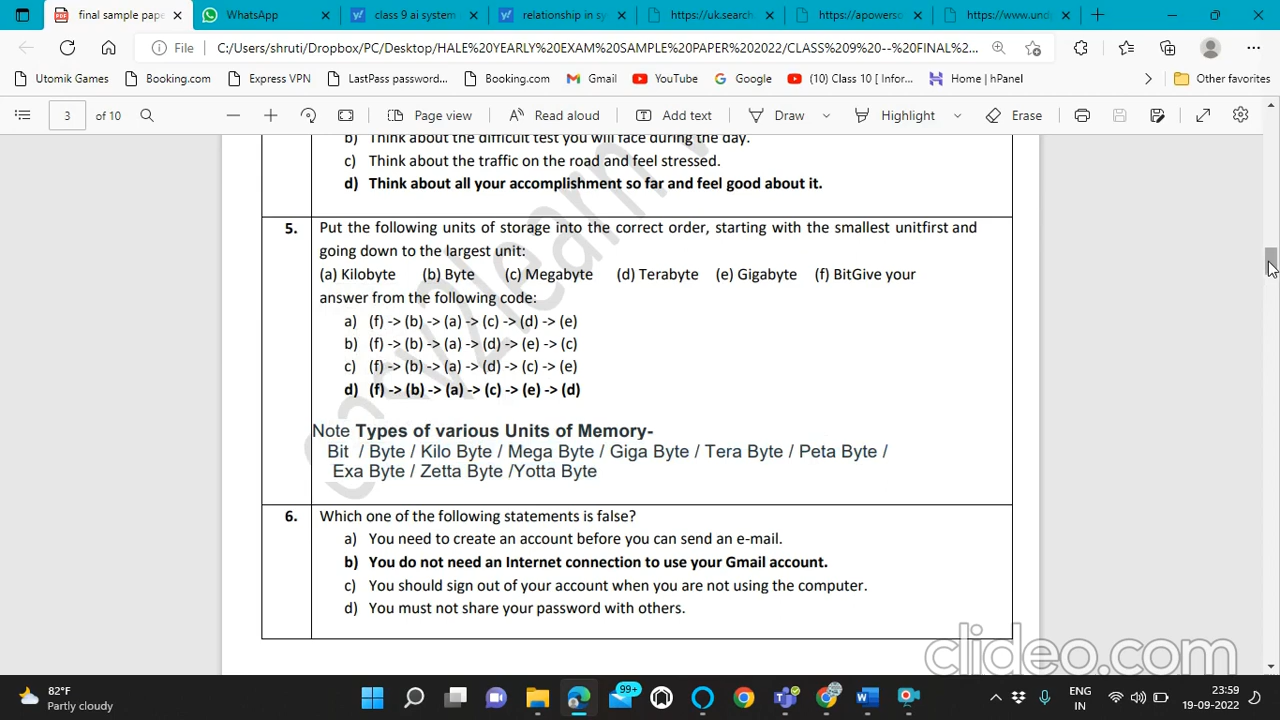 final sample pape
WhatsApp
class 9 ai system
relationship in sy
https://uk.search
https://apowerso
https://www.undp
File
C:/Users/shruti/Dropbox/PC/Desktop/HALE%20YEARLY%20EXAM%20SAMPLE%20PAPER%202022/CLASS%209%20--%20FINAL%2...
Utomik Games
Booking.com
Express VPN
LastPass password...
Booking.com
Gmail
YouTube
Google
(10) Class 10 [ Infor...
Home | hPanel
Other favorites
3 of 10
Page view
Read aloud
Add text
Draw
Highlight
Erase
b) Think about the difficult test you will face during the day.
c) Think about the traffic on the road and feel stressed.
d) Think about all your accomplishment so far and feel good about it.
5. Put the following units of storage into the correct order, starting with the smallest unitfirst and
going down to the largest unit:
(a) Kilobyte (b) Byte (c) Megabyte (d) Terabyte (e) Gigabyte (f) BitGive your
answer from the following code:
a) (f) -> (b) -> (a) -> (c) -> (d) -> (e)
b) (f) -> (b) -> (a) -> (d) -> (e) -> (c)
c) (f) -> (b) -> (a) -> (d) -> (c) -> (e)
d) (f) -> (b) -> (a) -> (c) -> (e) -> (d)
Note Types of various Units of Memory-
Bit / Byte / Kilo Byte / Mega Byte / Giga Byte / Tera Byte / Peta Byte /
Exa Byte / Zetta Byte /Yotta Byte
6. Which one of the following statements is false?
a) You need to create an account before you can send an e-mail.
b) You do not need an Internet connection to use your Gmail account.
c) You should sign out of your account when you are not using the computer.
d) You must not share your password with others.
clideo.com
82°F
Partly cloudy
99+
ENG
IN
23:59
19-09-2022